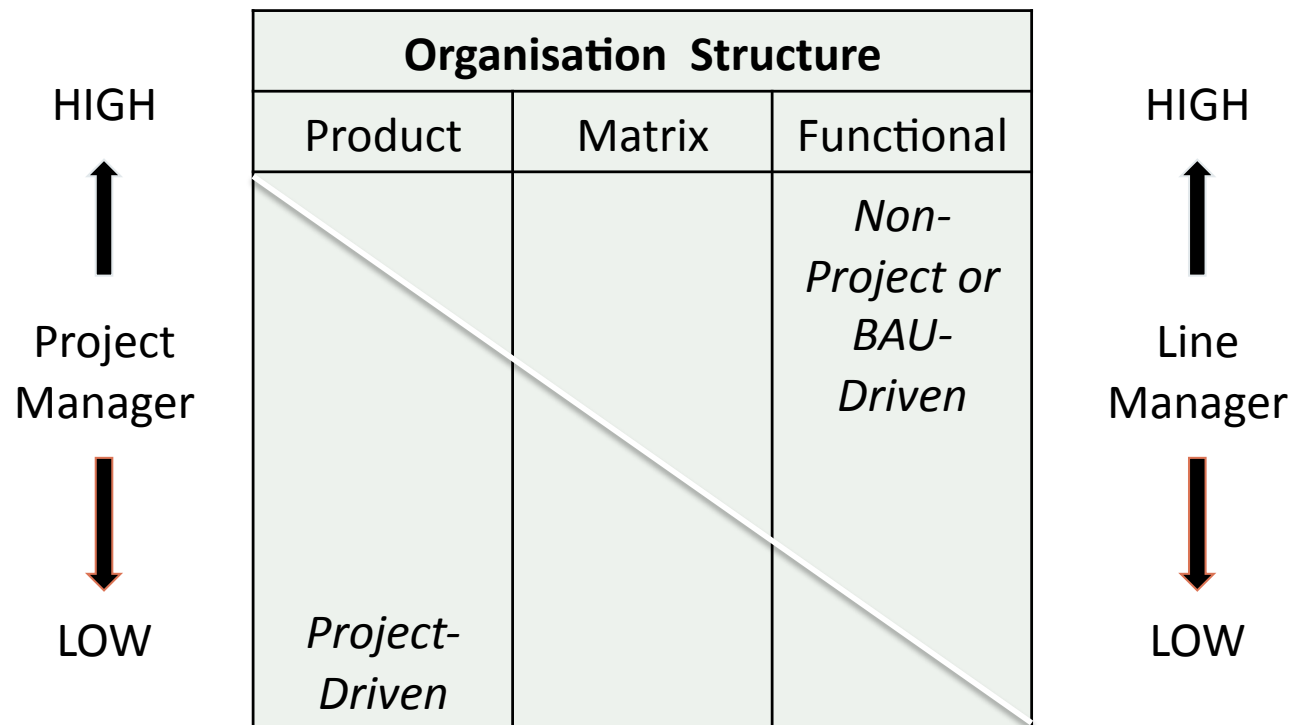 Organisation Structure
Product
Matrix
Functional
HIGH
Project
Manager
LOW
Non-
Project or
BAU-
Driven
Project-
Driven
HIGH
Line
Manager
LOW